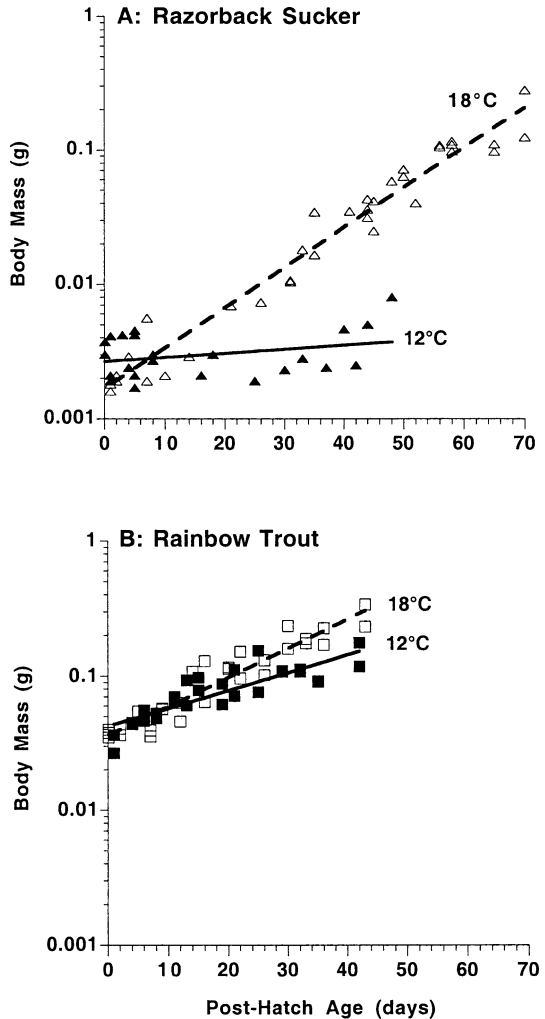 A: Razorback Sucker
1
0.1
0.01
0.001
Body Mass (g)
18°C
12°C
0 10 20 30 40 50 60 70
B: Rainbow Trout
1
0.1
0.01
0.001
Body Mass (g)
18°C
12°C
0 10 20 30 40 50 60 70
Post-Hatch Age (days)